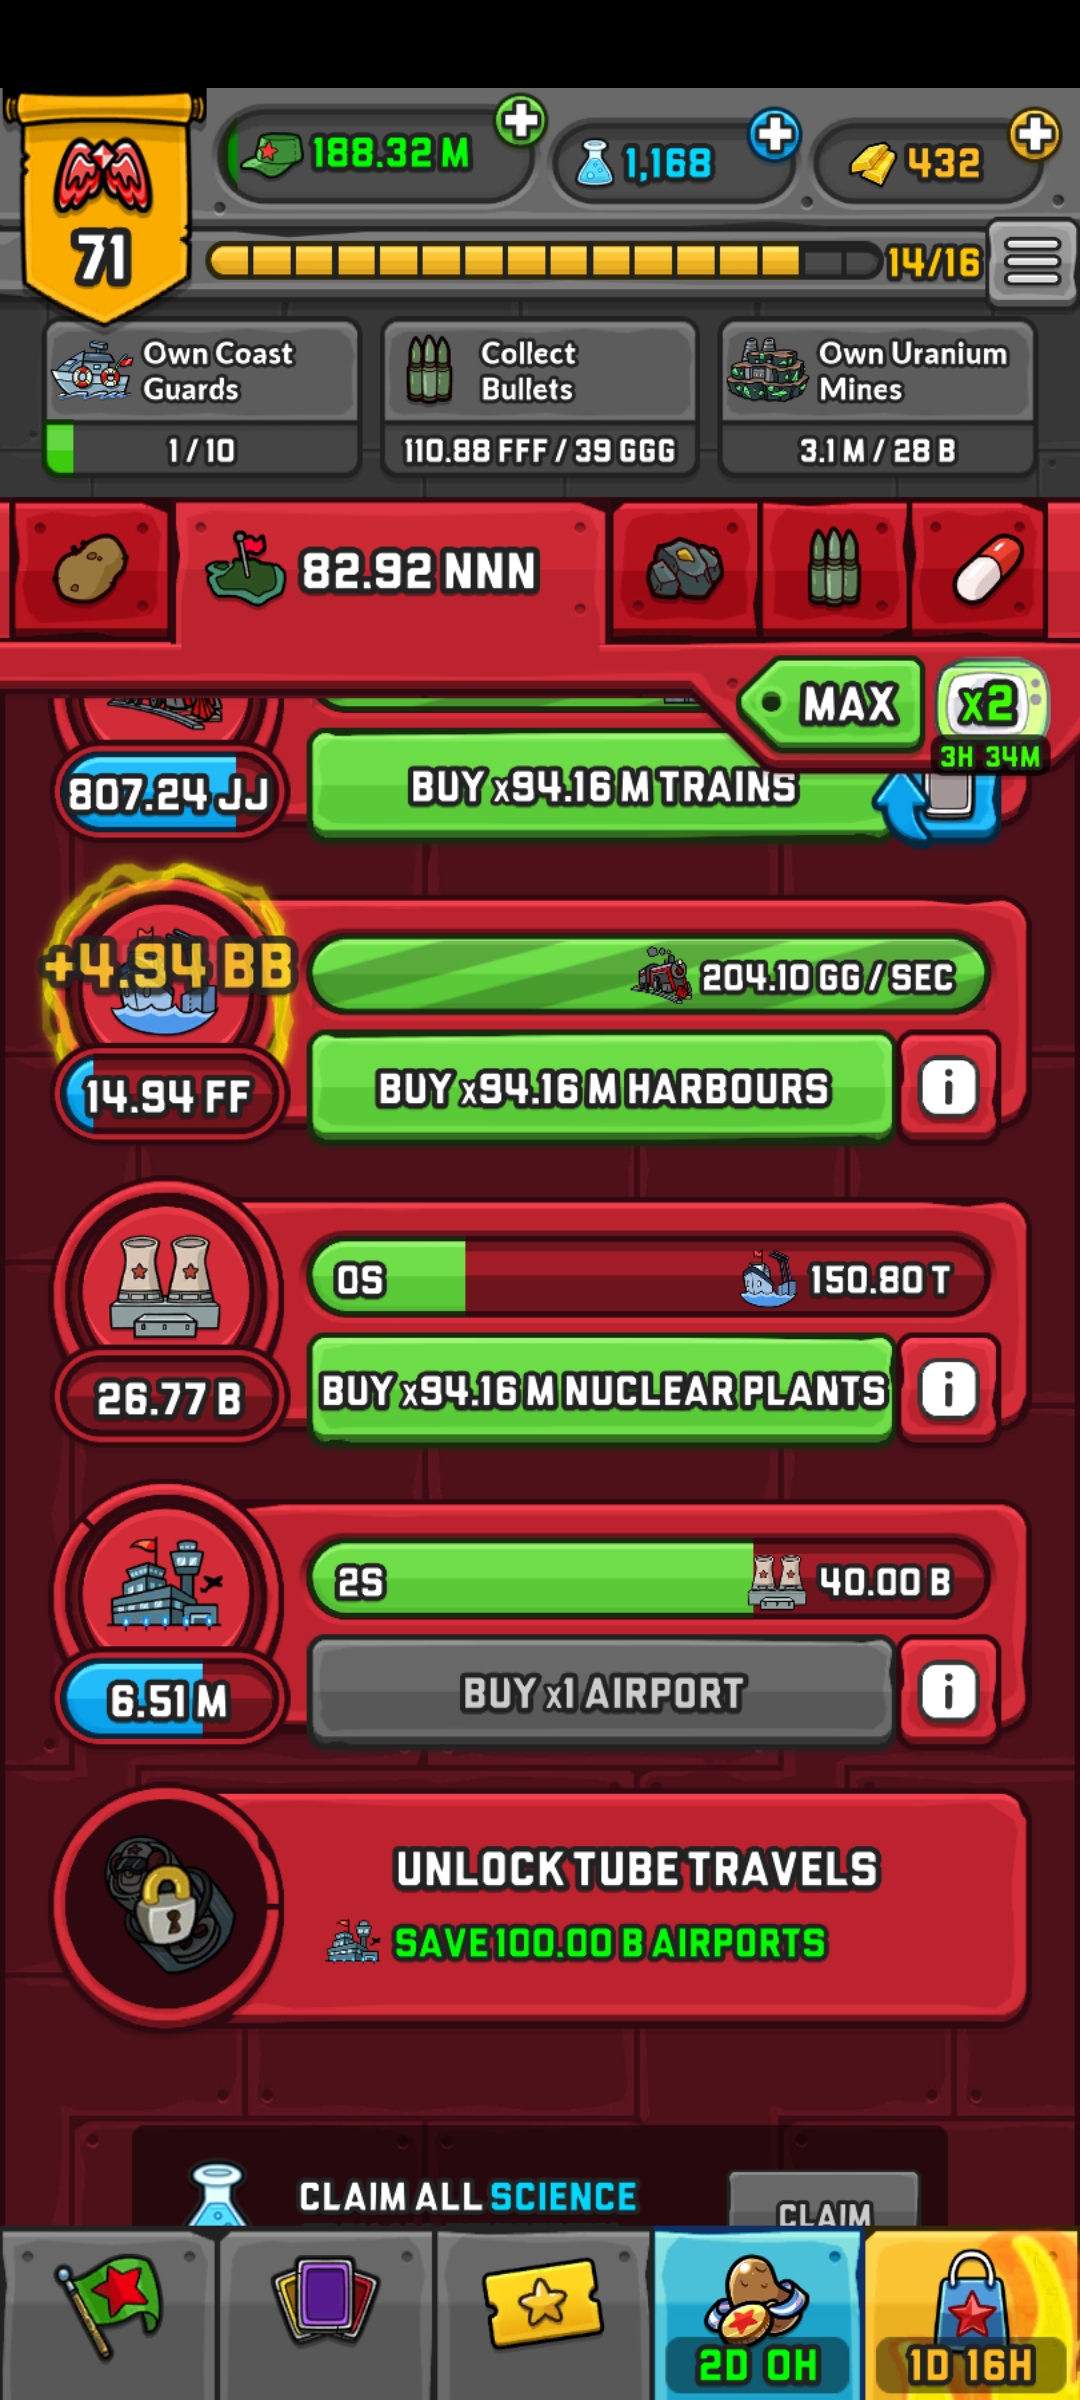 188.32 M
1,168
432
71
14/16
Own Coast
Guards
1 / 10
Collect
Bullets
110.88 FFF / 39 GGG
Own Uranium
Mines
3.1 M / 28 B
82.92 NNN
MAX
x2
3H 34M
807.24 JJ
BUY x94.16 M TRAINS
+4.94 BB
204.10 GG / SEC
14.94 FF
BUY x94.16 M HARBOURS
i
0S
150.80 T
26.77 B
BUY x94.16 M NUCLEAR PLANTS
i
2S
40.00 B
6.51 M
BUY x1 AIRPORT
i
UNLOCK TUBE TRAVELS
SAVE 100.00 B AIRPORTS
CLAIM ALL SCIENCE
CLAIM
2D 0H
1D 16H